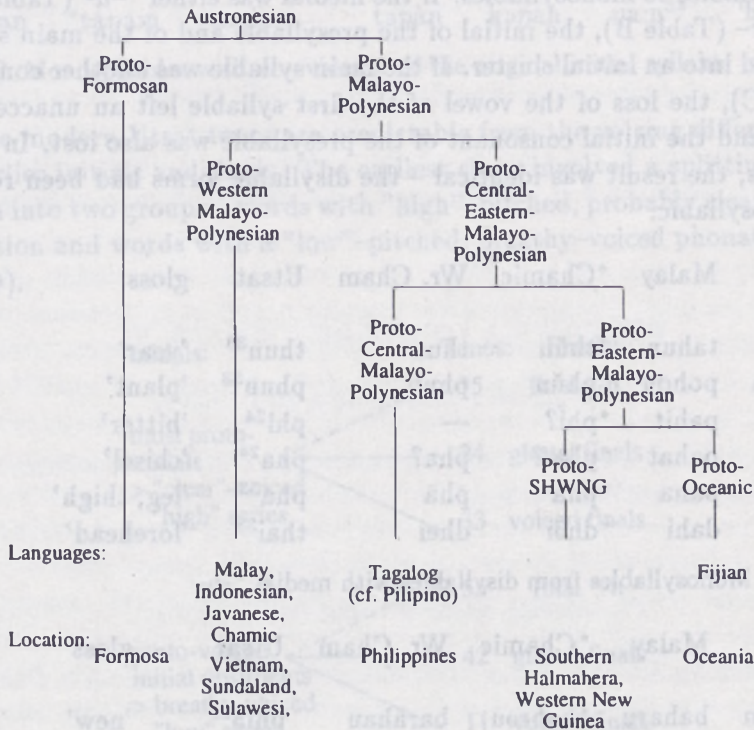 Austronesian
Proto-
Formosan
Proto-
Malayo-
Polynesian
Proto-
Western
Malayo-
Polynesian
Proto-
Central-
Eastern-
Malayo-
Polynesian
Proto-
Central-
Malayo-
Polynesian
Proto-
Eastern-
Malayo-
Polynesian
Proto-
SHWNG
Proto-
Oceanic
Languages:
Malay,
Indonesian,
Javanese,
Chamic
Tagalog
(cf. Pilipino)
Fijian
Location:
Formosa
Vietnam,
Sundaland,
Sulawesi,
Philippines
Southern
Halmahera,
Western New
Guinea
Oceania